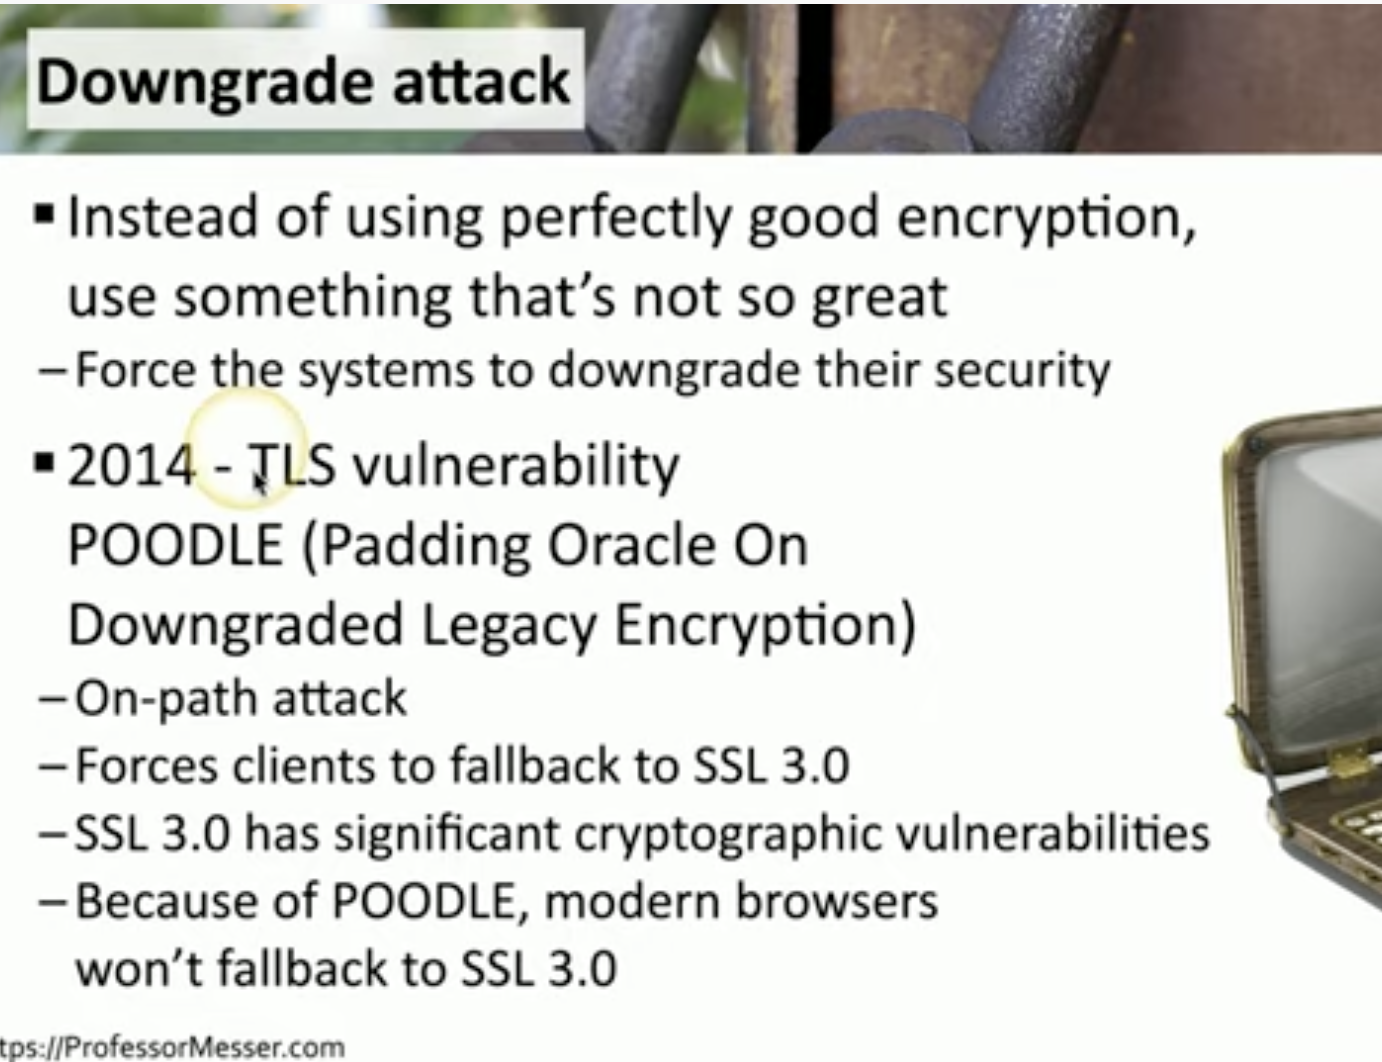 Downgrade attack
▪ Instead of using perfectly good encryption,
use something that's not so great
– Force the systems to downgrade their security
▪ 2014 - TLS vulnerability
POODLE (Padding Oracle On
Downgraded Legacy Encryption)
– On-path attack
– Forces clients to fallback to SSL 3.0
– SSL 3.0 has significant cryptographic vulnerabilities
– Because of POODLE, modern browsers
won't fallback to SSL 3.0
tps://ProfessorMesser.com